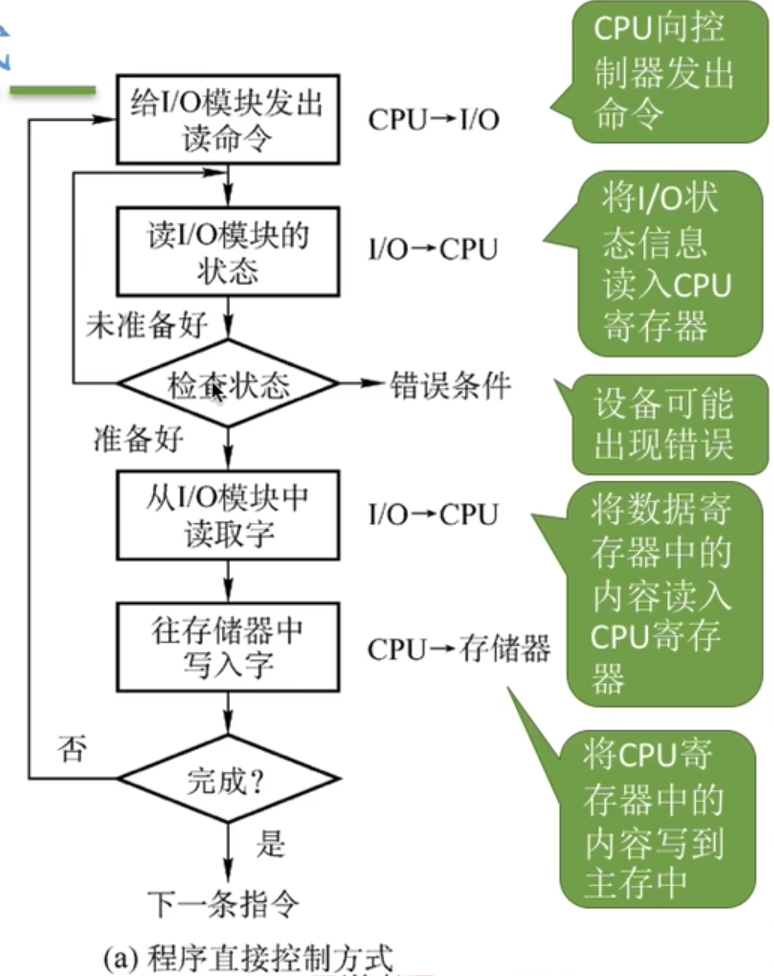 CPU向控
制器发出
命令
给I/O模块发出
读命令
CPU→I/O
将I/O状
态信息
读入CPU
寄存器
读I/O模块的
状态
I/O→CPU
未准备好
检查状态
错误条件
设备可能
出现错误
准备好
从I/O模块中
读取字
I/O→CPU
将数据寄
存器中的
内容读入
CPU寄存
器
往存储器中
写入字
CPU→存储器
否
完成?
将CPU寄
存器中的
内容写到
主存中
是
下一条指令
(a) 程序直接控制方式